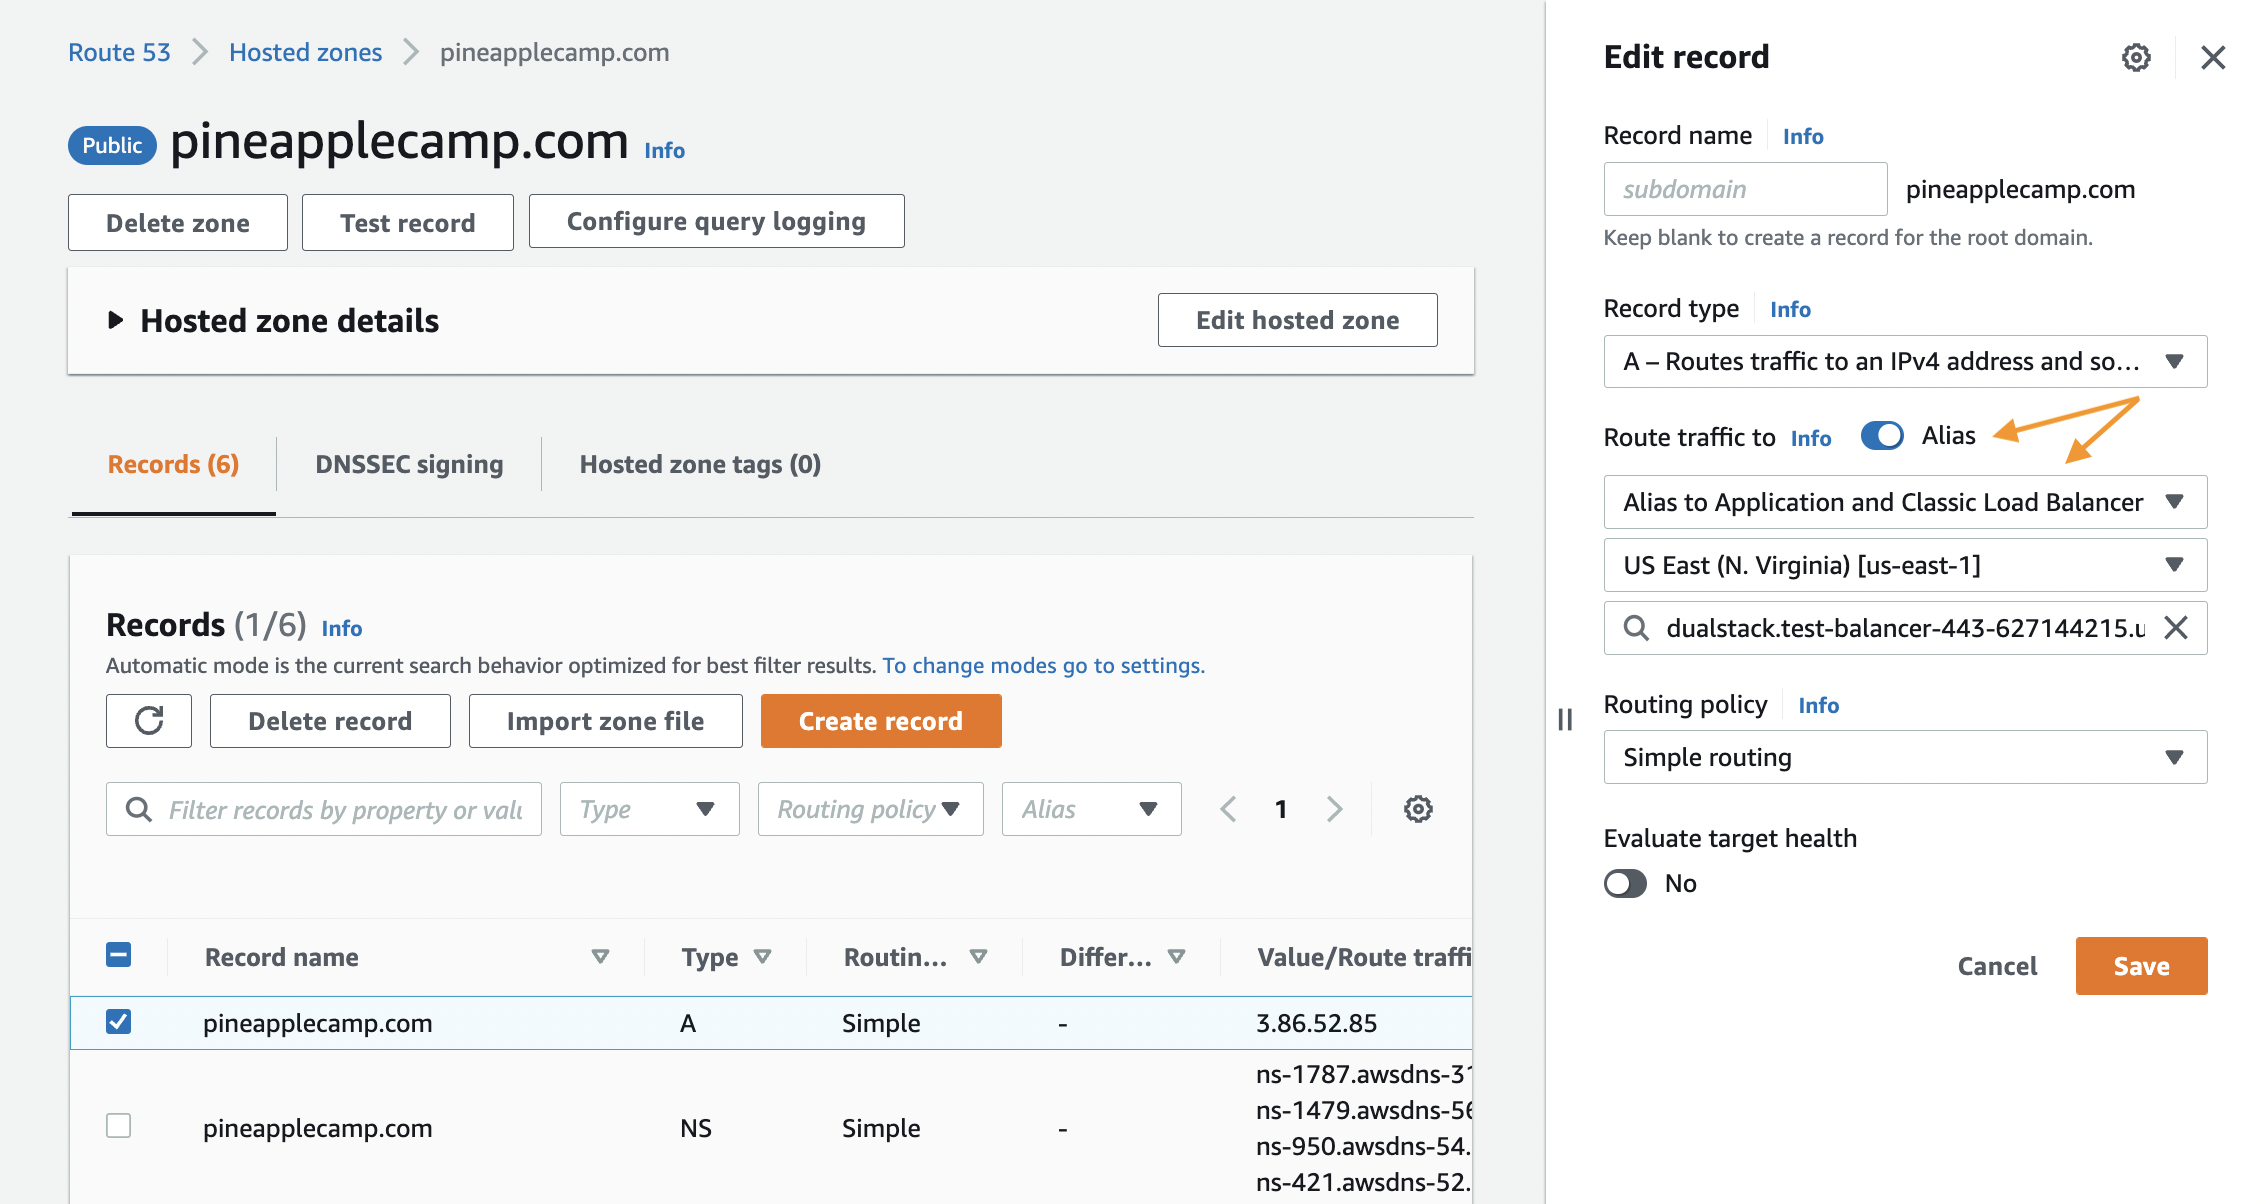 Route 53 Hosted zones pineapplecamp.com
Public pineapplecamp.com Info
Delete zone Test record Configure query logging
Hosted zone details Edit hosted zone
Records (6) DNSSEC signing Hosted zone tags (0)
Records (1/6) Info
Automatic mode is the current search behavior optimized for best filter results. To change modes go to settings.
Delete record Import zone file Create record
Filter records by property or valu Type Routing policy Alias 1
Record name Type Routin... Differ... Value/Route traffi
pineapplecamp.com A Simple - 3.86.52.85
ns-1787.awsdns-31
ns-1479.awsdns-56
pineapplecamp.com NS Simple -
ns-950.awsdns-54.
ns-421.awsdns-52.
Edit record
Record name Info
subdomain pineapplecamp.com
Keep blank to create a record for the root domain.
Record type Info
A – Routes traffic to an IPv4 address and so...
Route traffic to Info Alias
Alias to Application and Classic Load Balancer
US East (N. Virginia) [us-east-1]
dualstack.test-balancer-443-627144215.u
Routing policy Info
Simple routing
Evaluate target health
No
Cancel Save